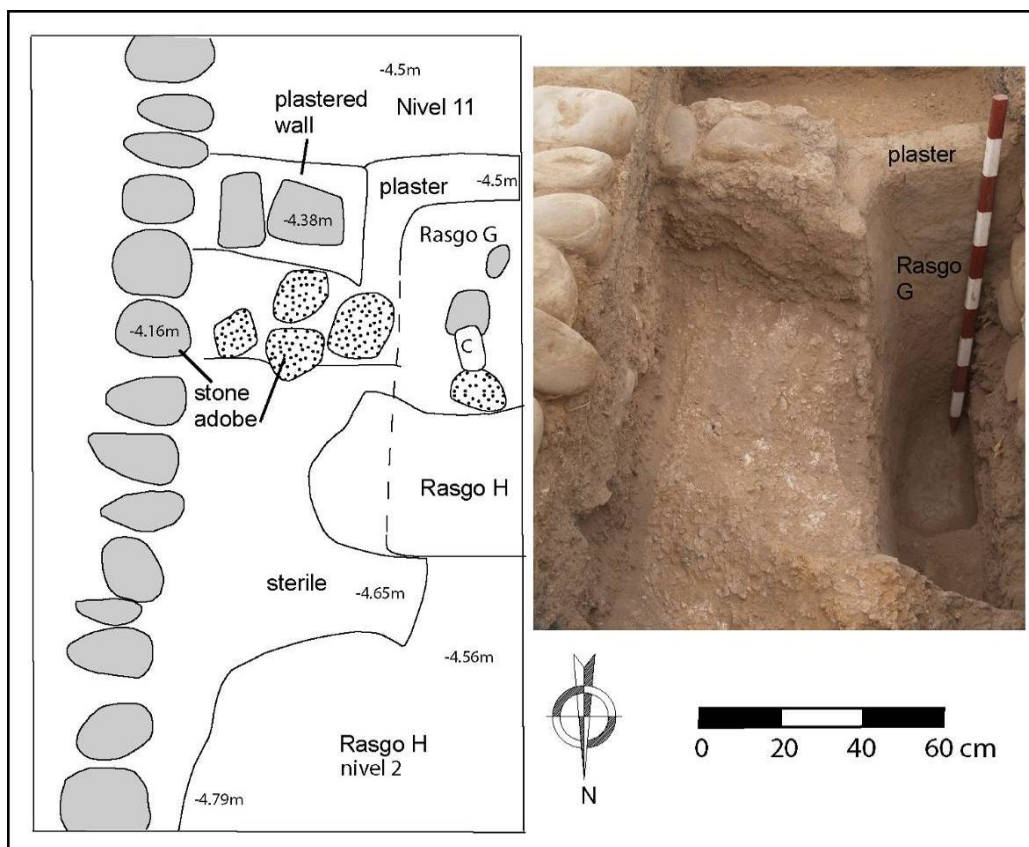 -4.5m
Nivel 11
plastered
wall
plaster
-4.5m
-4.38m
Rasgo G
-4.16m
C
stone
adobe
Rasgo H
sterile
-4.65m
-4.56m
Rasgo H
nivel 2
-4.79m
plaster
Rasgo
G
N
0 20 40 60 cm